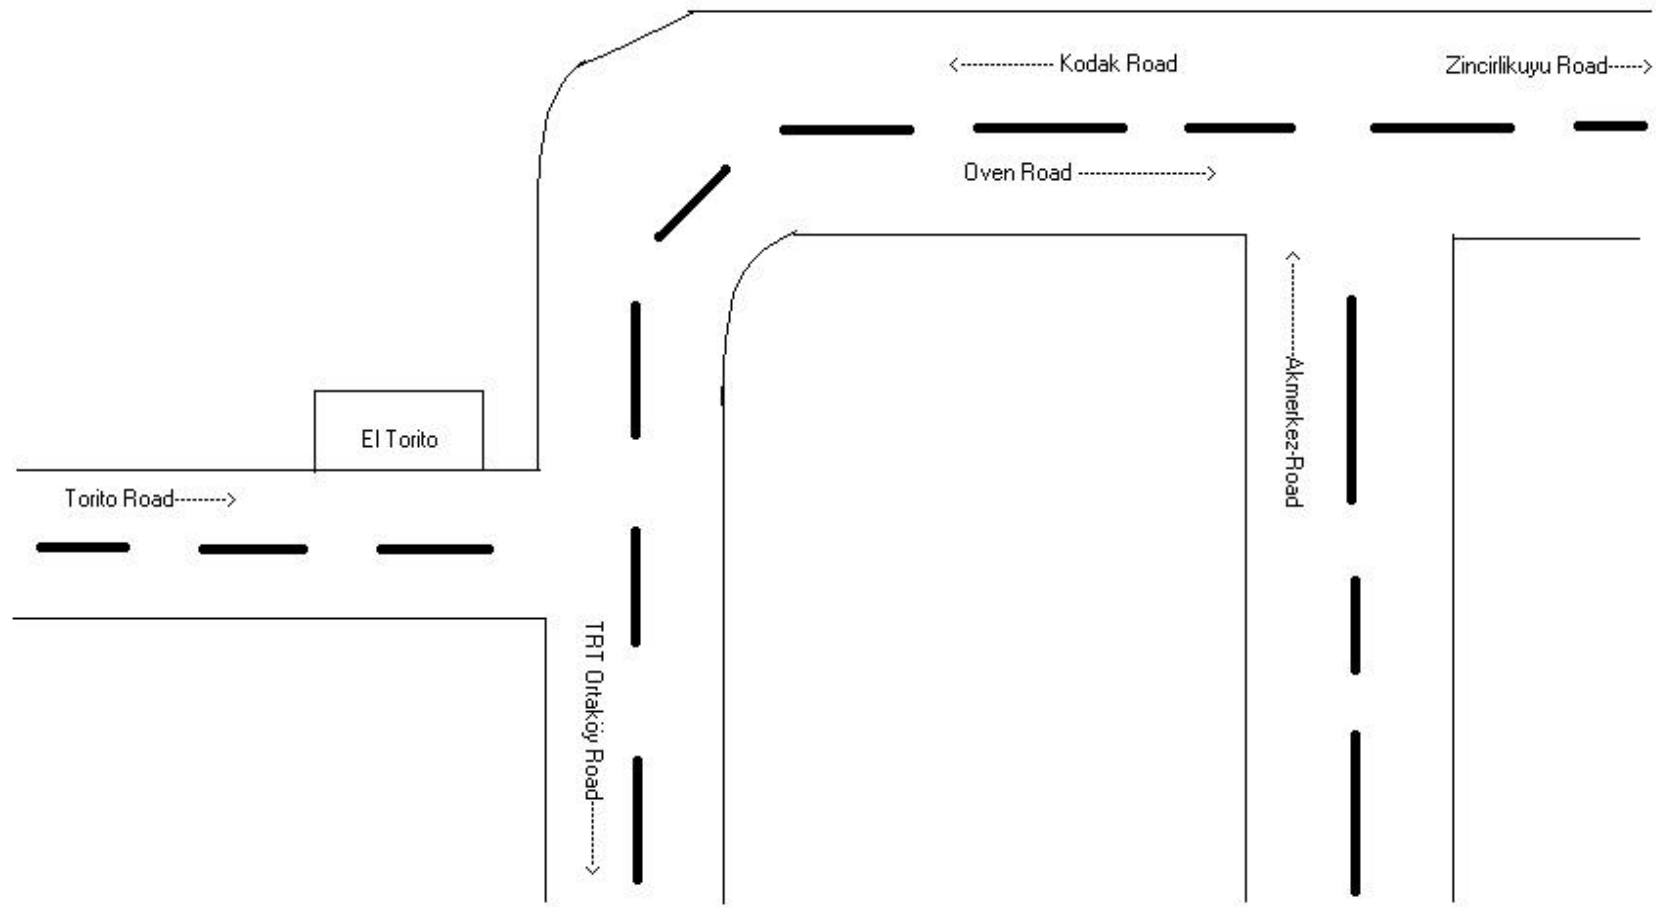 Kodak Road
Zincirlikuyu Road
Oven Road
Akmerkez-Road
El Torito
Torito Road
TRT Ortaköy Road